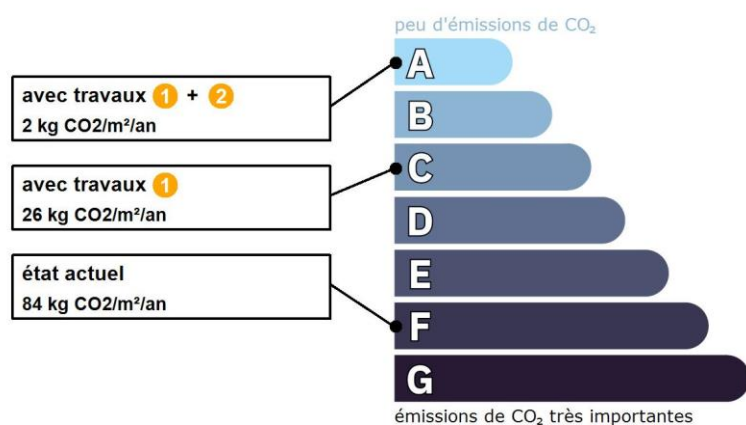 peu d'émissions de CO₂
A
avec travaux 1 + 2
2 kg CO2/m²/an
B
C
avec travaux 1
26 kg CO2/m²/an
D
état actuel
84 kg CO2/m²/an
E
F
G
émissions de CO₂ très importantes